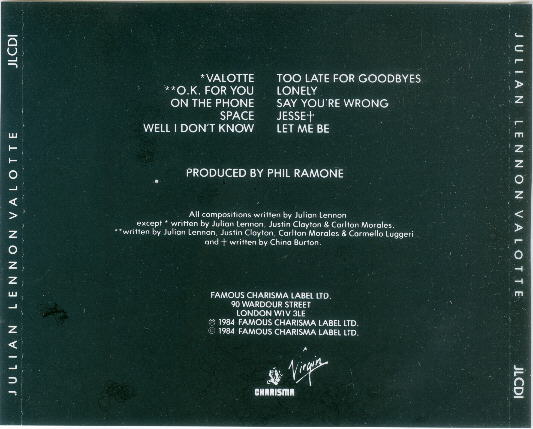 JULIAN LENNON VALOTTE JLCD1
*VALOTTE
**O.K. FOR YOU
ON THE PHONE
SPACE
WELL I DON'T KNOW
TOO LATE FOR GOODBYES
LONELY
SAY YOU'RE WRONG
JESSE†
LET ME BE
PRODUCED BY PHIL RAMONE
All compositions written by Julian Lennon
except * written by Julian Lennon, Justin Clayton & Carlton Morales.
**written by Julian Lennon, Justin Clayton, Carlton Morales & Carmello Luggeri
and † written by China Burton.
FAMOUS CHARISMA LABEL LTD.
90 WARDOUR STREET
LONDON W1V 3LE
℗ 1984 FAMOUS CHARISMA LABEL LTD.
© 1984 FAMOUS CHARISMA LABEL LTD.
CHARISMA
Virgin
JULIAN LENNON VALOTTE JLCD1